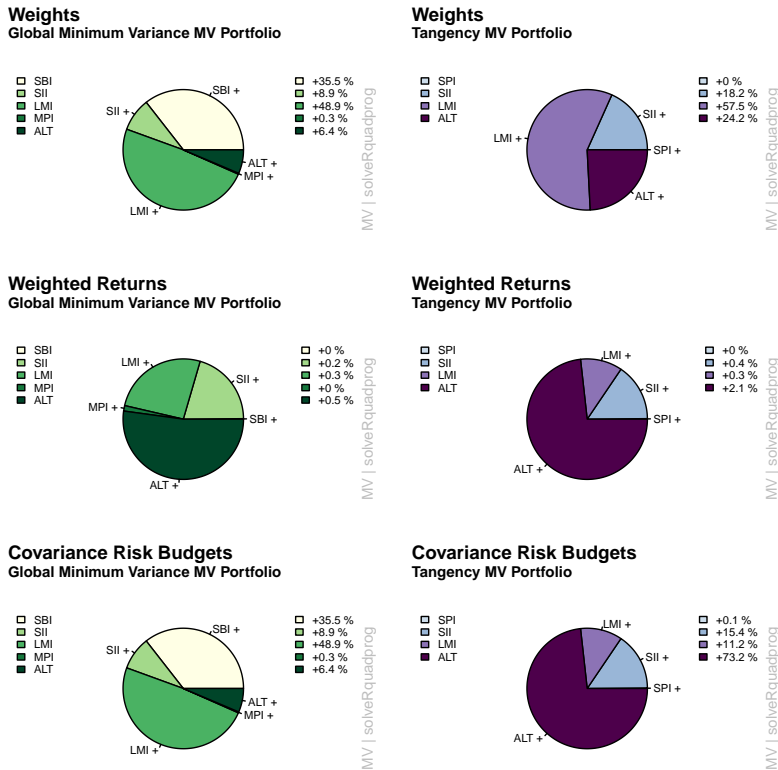 Weights
Global Minimum Variance MV Portfolio
SBI
SII
LMI
MPI
ALT
SBI +
SII +
LMI +
MPI +
ALT +
+35.5 %
+8.9 %
+48.9 %
+0.3 %
+6.4 %
MV | solveRquadprog
Weights
Tangency MV Portfolio
SPI
SII
LMI
ALT
SPI +
SII +
LMI +
ALT +
+0 %
+18.2 %
+57.5 %
+24.2 %
MV | solveRquadprog
Weighted Returns
Global Minimum Variance MV Portfolio
SBI
SII
LMI
MPI
ALT
SBI +
SII +
LMI +
MPI +
ALT +
+0 %
+0.2 %
+0.3 %
+0 %
+0.5 %
MV | solveRquadprog
Weighted Returns
Tangency MV Portfolio
SPI
SII
LMI
ALT
SPI +
SII +
LMI +
ALT +
+0 %
+0.4 %
+0.3 %
+2.1 %
MV | solveRquadprog
Covariance Risk Budgets
Global Minimum Variance MV Portfolio
SBI
SII
LMI
MPI
ALT
SBI +
SII +
LMI +
MPI +
ALT +
+35.5 %
+8.9 %
+48.9 %
+0.3 %
+6.4 %
MV | solveRquadprog
Covariance Risk Budgets
Tangency MV Portfolio
SPI
SII
LMI
ALT
SPI +
SII +
LMI +
ALT +
+0.1 %
+15.4 %
+11.2 %
+73.2 %
MV | solveRquadprog